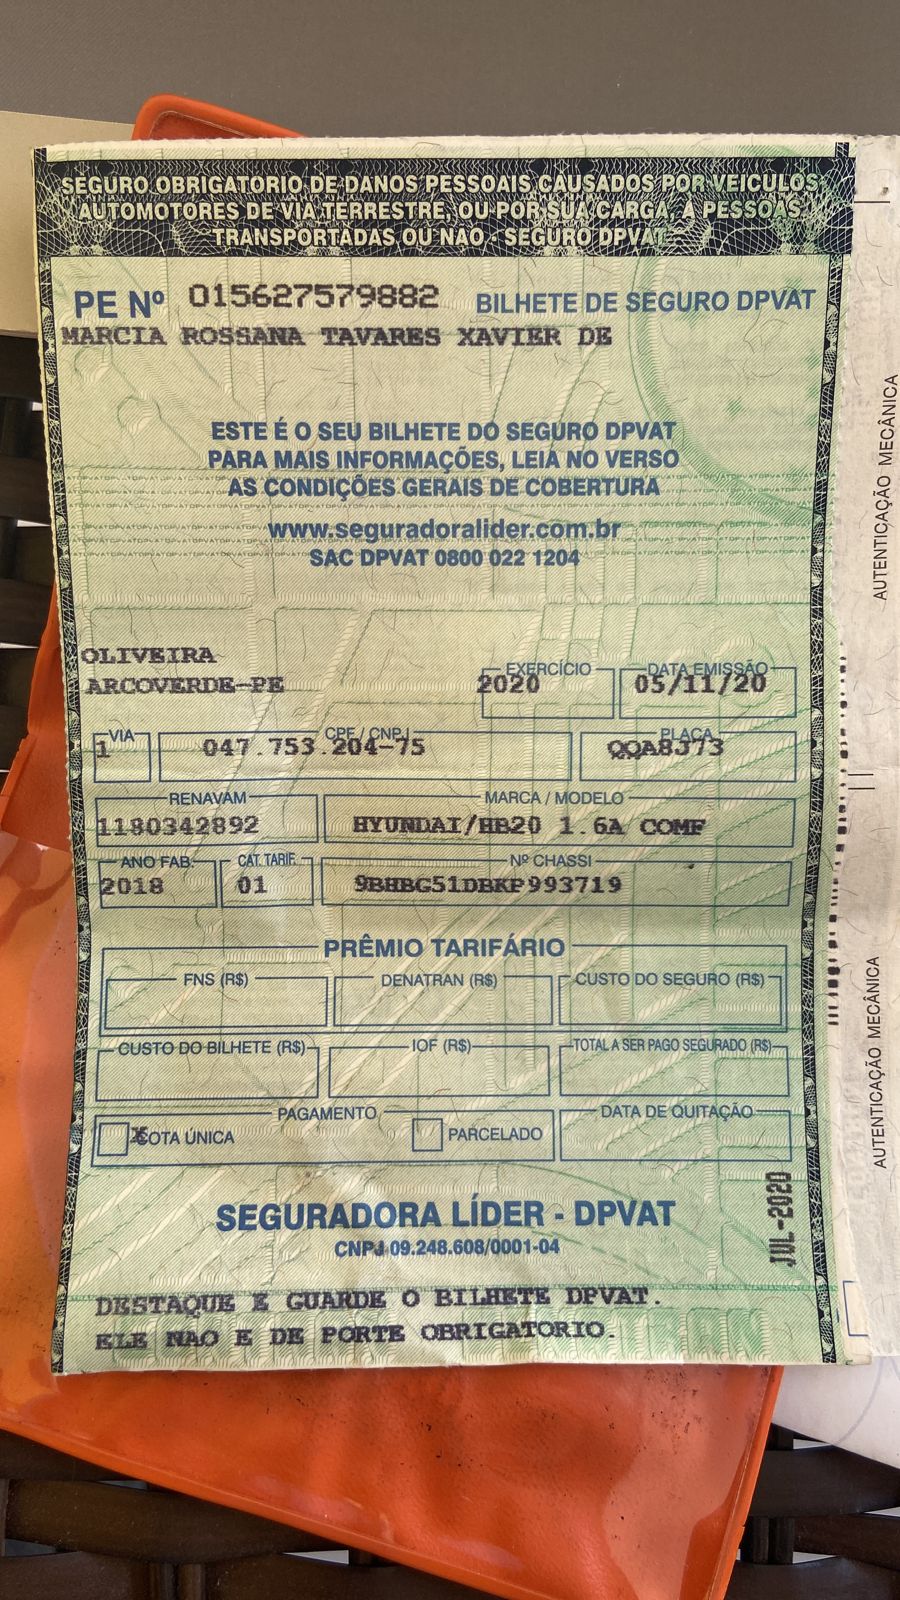 SEGURO OBRIGATORIO DE DANOS PESSOAIS CAUSADOS POR VEICULOS
AUTOMOTORES DE VIA TERRESTRE, OU POR SUA CARGA, A PESSOAS
TRANSPORTADAS OU NÃO - SEGURO DPVAT
PE Nº 015627579882 BILHETE DE SEGURO DPVAT
MARCIA ROSSANA TAVARES XAVIER DE
ESTE É O SEU BILHETE DO SEGURO DPVAT
PARA MAIS INFORMAÇÕES, LEIA NO VERSO
AS CONDIÇÕES GERAIS DE COBERTURA
www.seguradoralider.com.br
SAC DPVAT 0800 022 1204
OLIVEIRA
ARCOVERDE-PE
EXERCÍCIO DATA EMISSÃO
2020 05/11/20
VIA CPF / CNPJ PLACA
1 047.753.204-75 QQA8J73
RENAVAM MARCA / MODELO
1180342892 HYUNDAI/HB20 1.6A COMF
ANO FAB. CAT. TARIF. Nº CHASSI
2018 01 9BHBG51DBKP993719
PRÊMIO TARIFÁRIO
FNS (R$) DENATRAN (R$) CUSTO DO SEGURO (R$)
CUSTO DO BILHETE (R$) IOF (R$) TOTAL A SER PAGO SEGURADO (R$)
PAGAMENTO DATA DE QUITAÇÃO
X COTA ÚNICA PARCELADO
SEGURADORA LÍDER - DPVAT
CNPJ 09.248.608/0001-04
JUL-2020
DESTAQUE E GUARDE O BILHETE DPVAT.
ELE NAO E DE PORTE OBRIGATORIO.
AUTENTICAÇÃO MECÂNICA
AUTENTICAÇÃO MECÂNICA